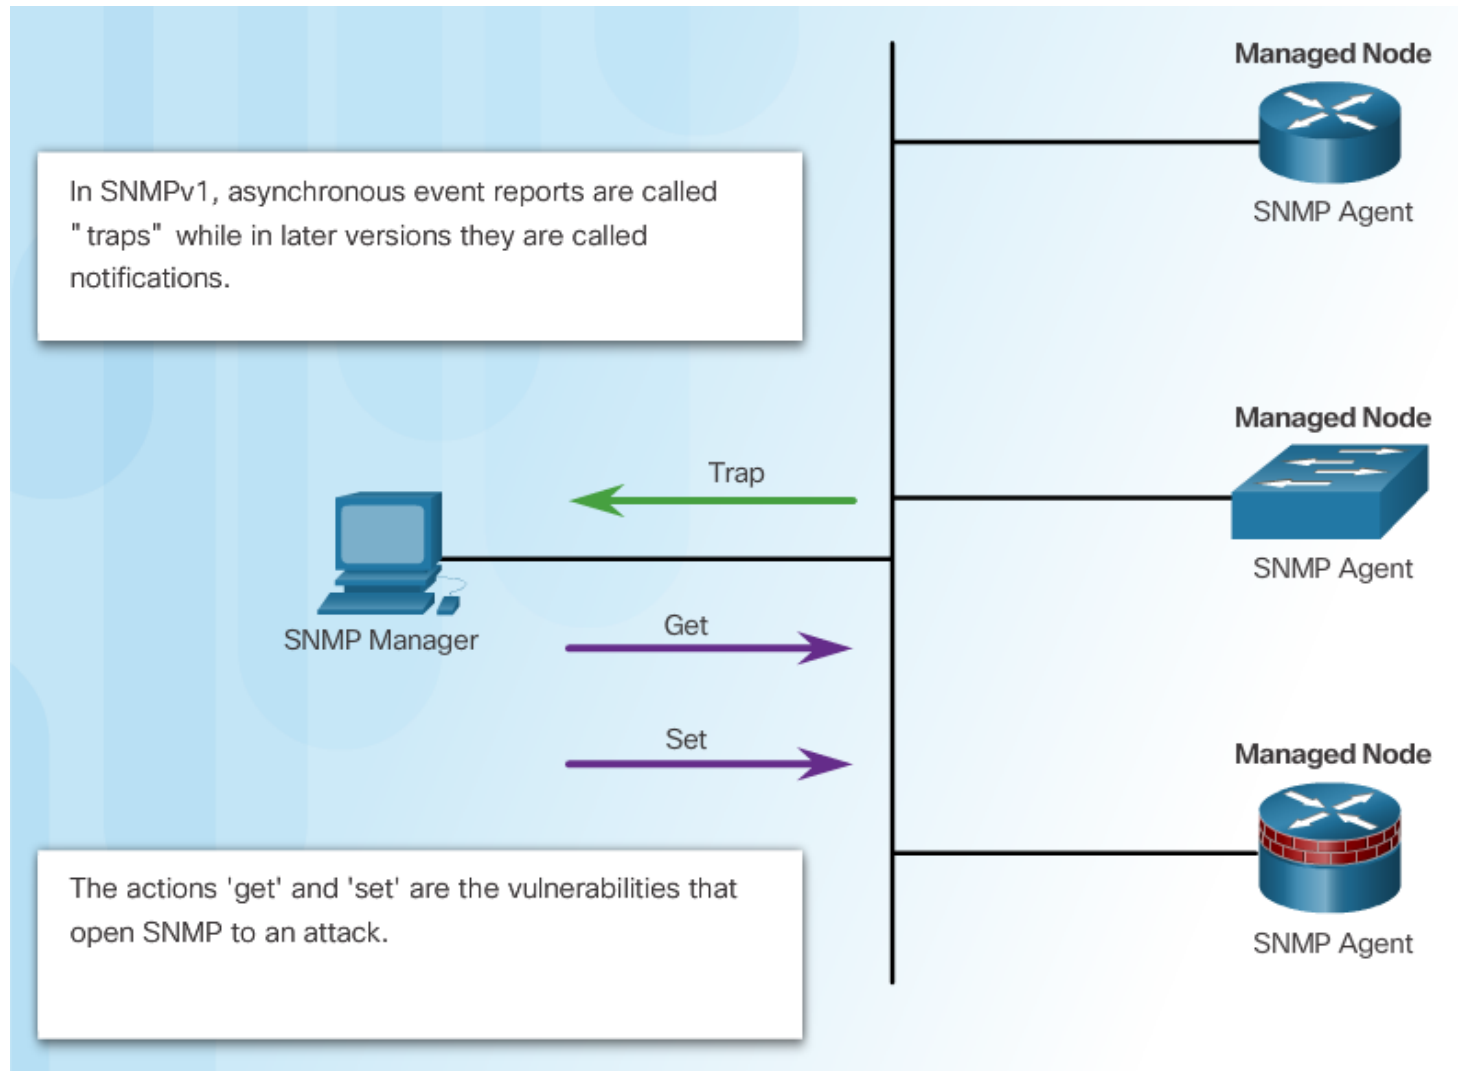 Managed Node
SNMP Agent
In SNMPv1, asynchronous event reports are called
"traps" while in later versions they are called
notifications.
Managed Node
SNMP Agent
Trap
SNMP Manager
Get
Set
Managed Node
SNMP Agent
The actions 'get' and 'set' are the vulnerabilities that
open SNMP to an attack.